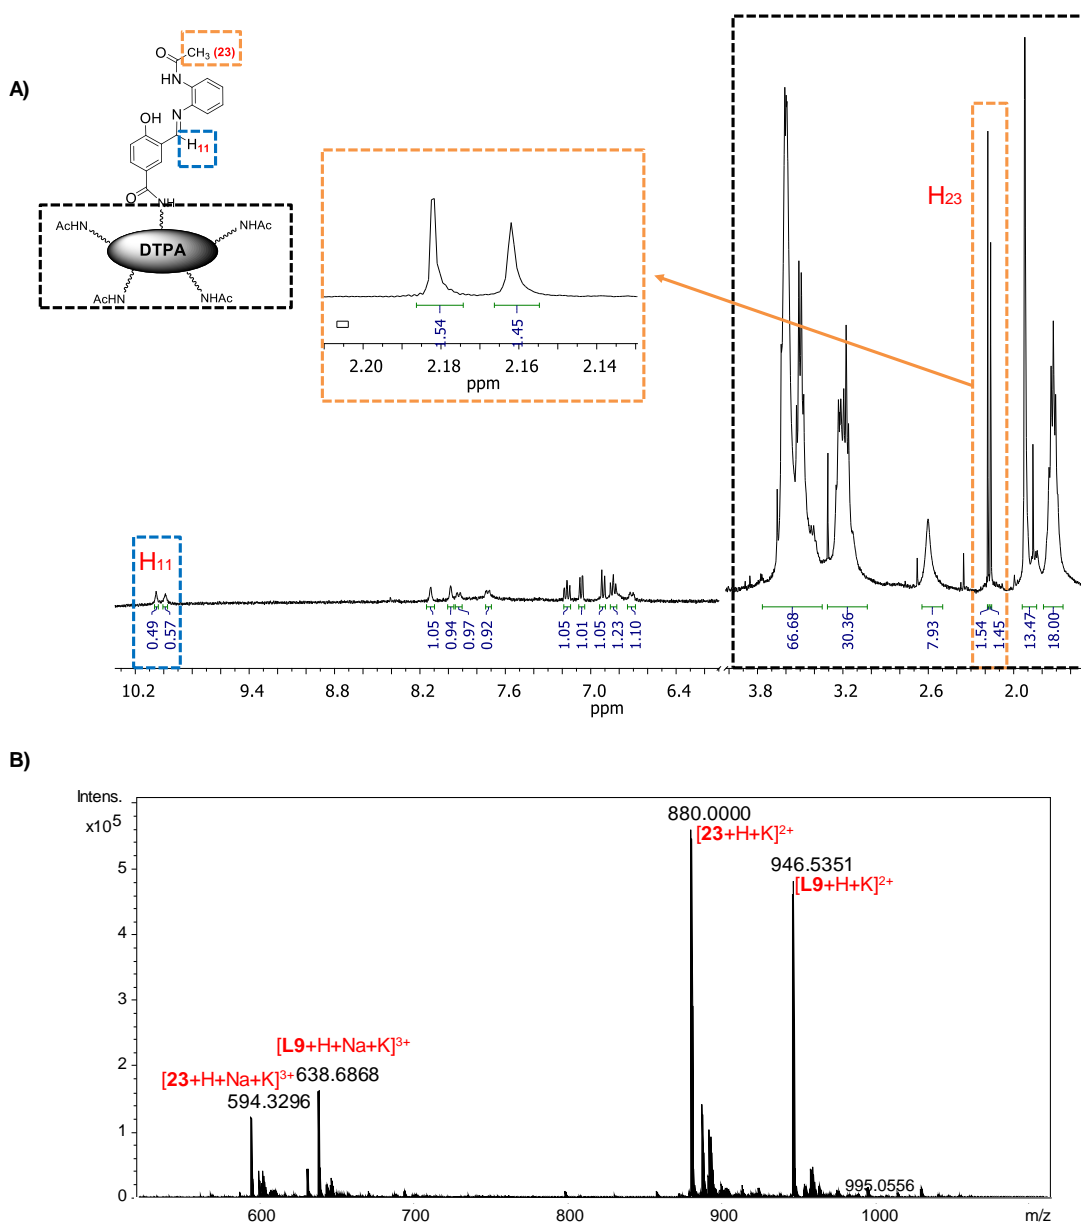 A)
O
CH3 (23)
HN
N
OH
H11
O
NH
AcHN
NHAc
DTPA
AcHN
NHAc
H23
1.54
1.45
2.20 2.18 2.16 2.14
ppm
H11
0.49 0.57 1.05 0.94 0.97 0.92 1.05 1.01 1.05 1.23 1.10 66.68 30.36 7.93 1.54 1.45 13.47 18.00
10.2 9.4 8.8 8.2 7.6 7.0 6.4 3.8 3.2 2.6 2.0
ppm
B)
Intens.
x10⁵
880.0000
[23+H+K]²⁺
946.5351
[L9+H+K]²⁺
5
4
3
[L9+H+Na+K]³⁺
2
[23+H+Na+K]³⁺ 638.6868
594.3296
1
995.0556
0
600 700 800 900 1000 m/z